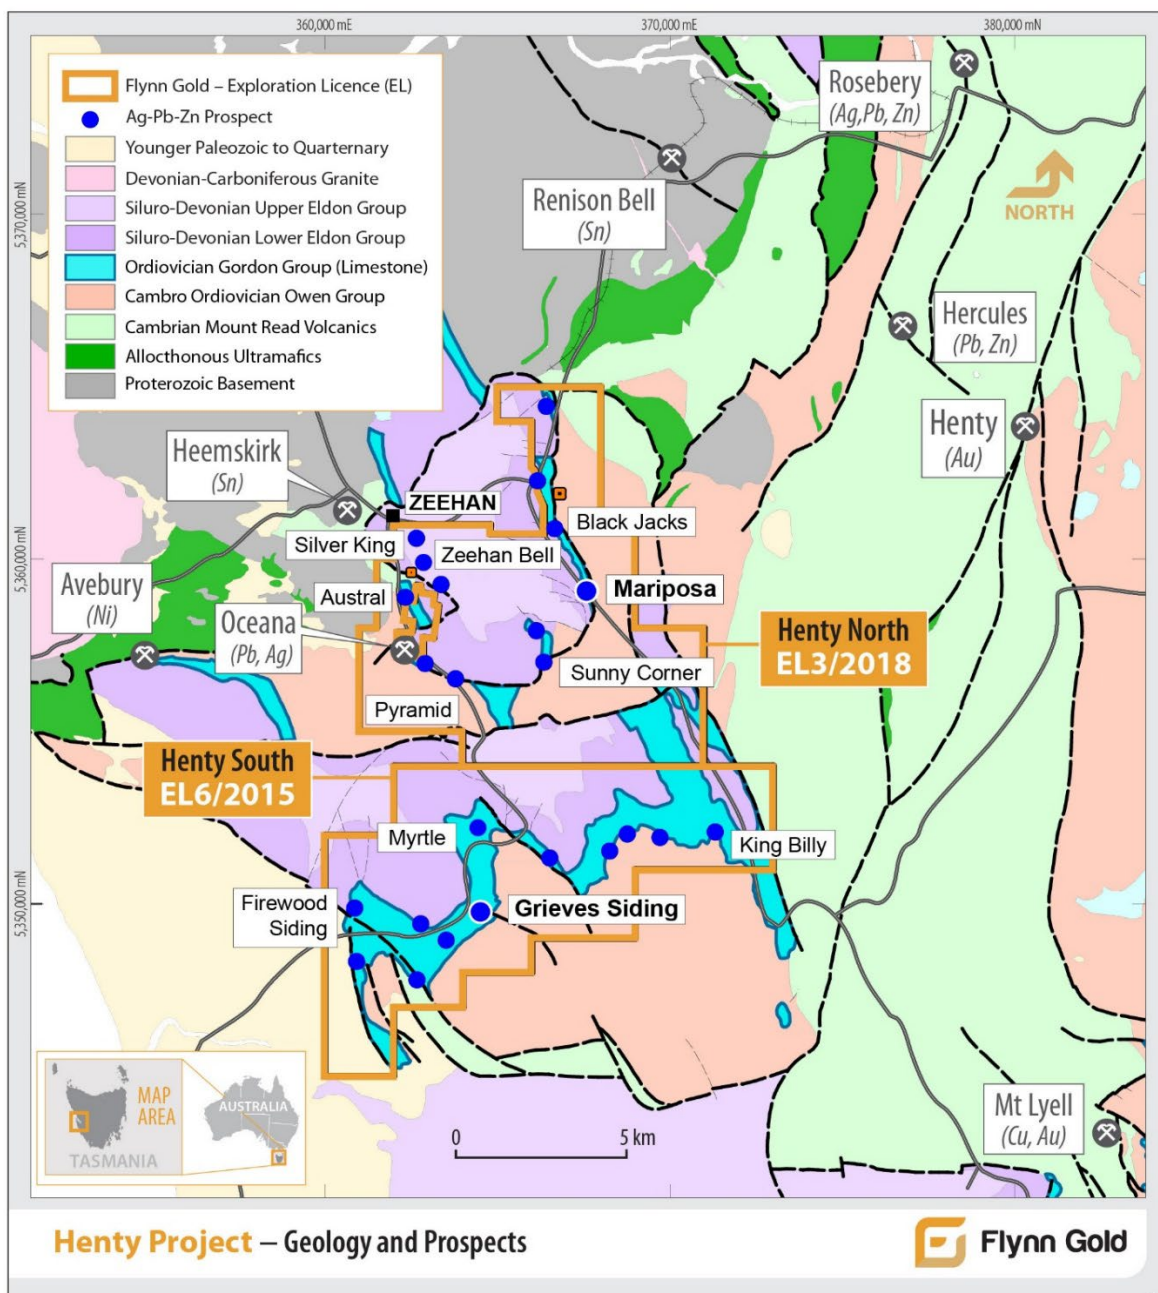 360,000 mE
370,000 mE
380,000 mN
5,370,000 mN
5,360,000 mN
5,350,000 mN
Flynn Gold – Exploration Licence (EL)
Ag-Pb-Zn Prospect
Younger Paleozoic to Quarternary
Devonian-Carboniferous Granite
Siluro-Devonian Upper Eldon Group
Siluro-Devonian Lower Eldon Group
Ordiovician Gordon Group (Limestone)
Cambro Ordiovician Owen Group
Cambrian Mount Read Volcanics
Allocthonous Ultramafics
Proterozoic Basement
Rosebery
(Ag,Pb, Zn)
Renison Bell
(Sn)
NORTH
Hercules
(Pb, Zn)
Henty
(Au)
Heemskirk
(Sn)
ZEEHAN
Silver King
Zeehan Bell
Black Jacks
Avebury
(Ni)
Austral
Mariposa
Oceana
(Pb, Ag)
Henty North
EL3/2018
Sunny Corner
Pyramid
Henty South
EL6/2015
Myrtle
King Billy
Firewood
Siding
Grieves Siding
MAP
AREA
AUSTRALIA
TASMANIA
0
5 km
Mt Lyell
(Cu, Au)
Henty Project – Geology and Prospects
Flynn Gold